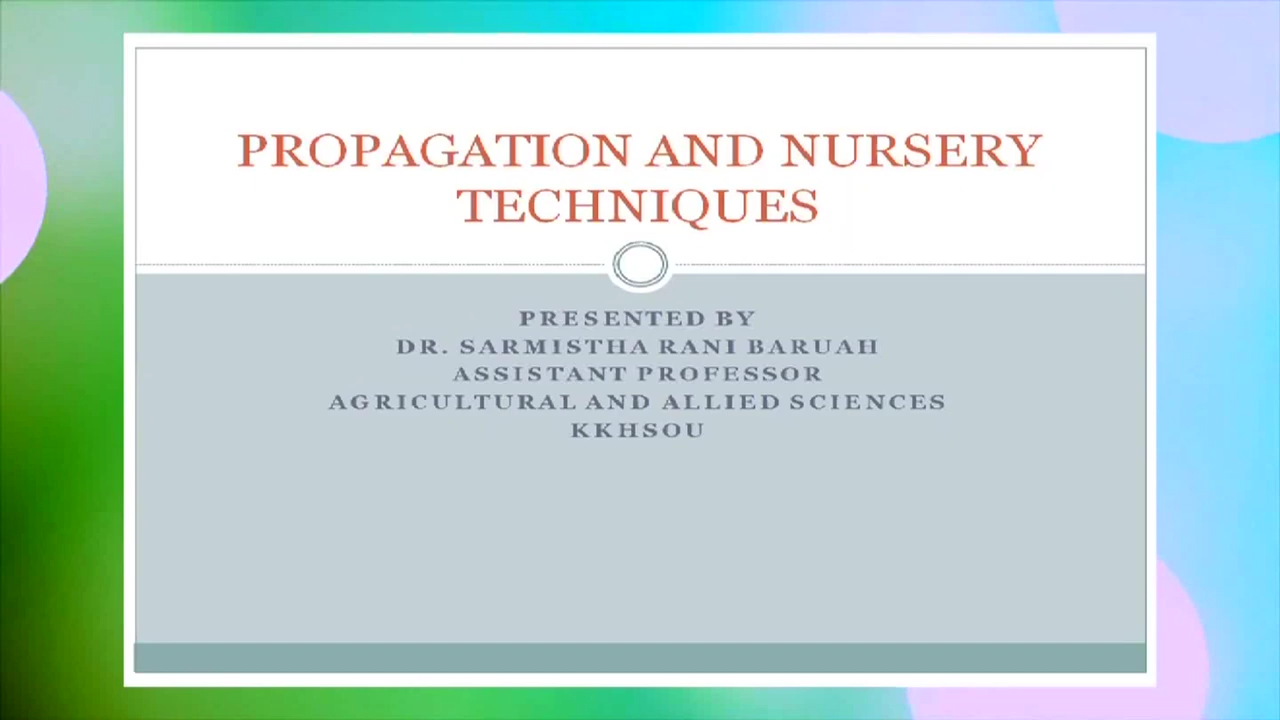 PROPAGATION AND NURSERY
TECHNIQUES
PRESENTED BY
DR. SARMISTHA RANI BARUAH
ASSISTANT PROFESSOR
AGRICULTURAL AND ALLIED SCIENCES
KKHSOU